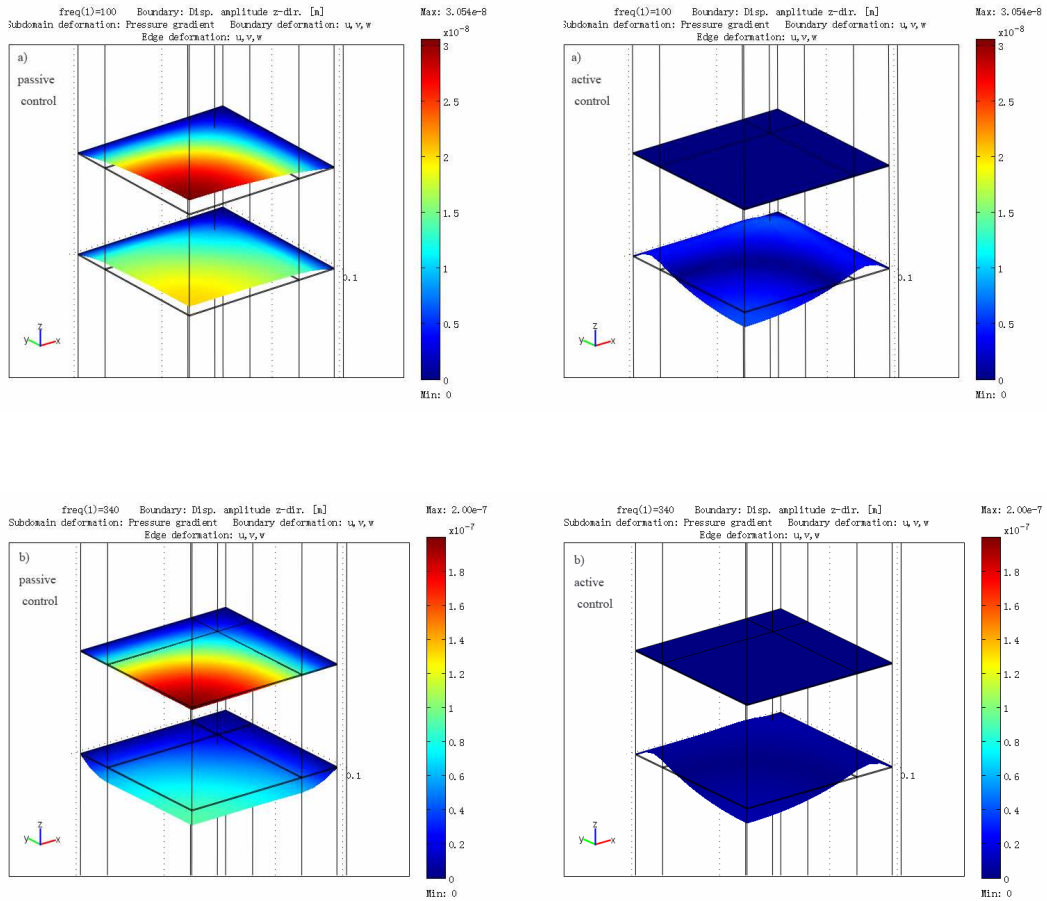 freq(1)=100 Boundary: Disp. amplitude z-dir. [m] Max: 3.054e-8
Subdomain deformation: Pressure gradient Boundary deformation: u,v,w
Edge deformation: u,v,w
x10-8
a)
passive
control
3
2.5
2
1.5
1
0.5
0
0.1
z
y
x
Min: 0
freq(1)=100 Boundary: Disp. amplitude z-dir. [m] Max: 3.054e-8
Subdomain deformation: Pressure gradient Boundary deformation: u,v,w
Edge deformation: u,v,w
x10-8
a)
active
control
3
2.5
2
1.5
1
0.5
0
0.1
z
y
x
Min: 0
freq(1)=340 Boundary: Disp. amplitude z-dir. [m] Max: 2.00e-7
Subdomain deformation: Pressure gradient Boundary deformation: u,v,w
Edge deformation: u,v,w
x10-7
b)
passive
control
1.8
1.6
1.4
1.2
1
0.8
0.6
0.4
0.2
0
0.1
z
y
x
Min: 0
freq(1)=340 Boundary: Disp. amplitude z-dir. [m] Max: 2.00e-7
Subdomain deformation: Pressure gradient Boundary deformation: u,v,w
Edge deformation: u,v,w
x10-7
b)
active
control
1.8
1.6
1.4
1.2
1
0.8
0.6
0.4
0.2
0
0.1
z
y
x
Min: 0